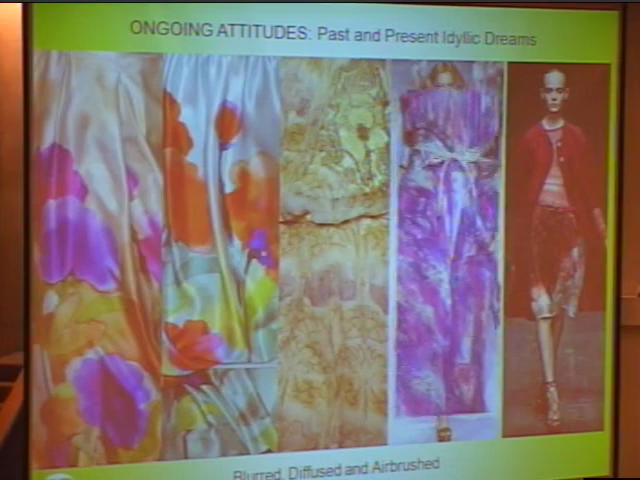 ONGOING ATTITUDES: Past and Present Idyllic Dreams
Blurred, Diffused and Airbrushed